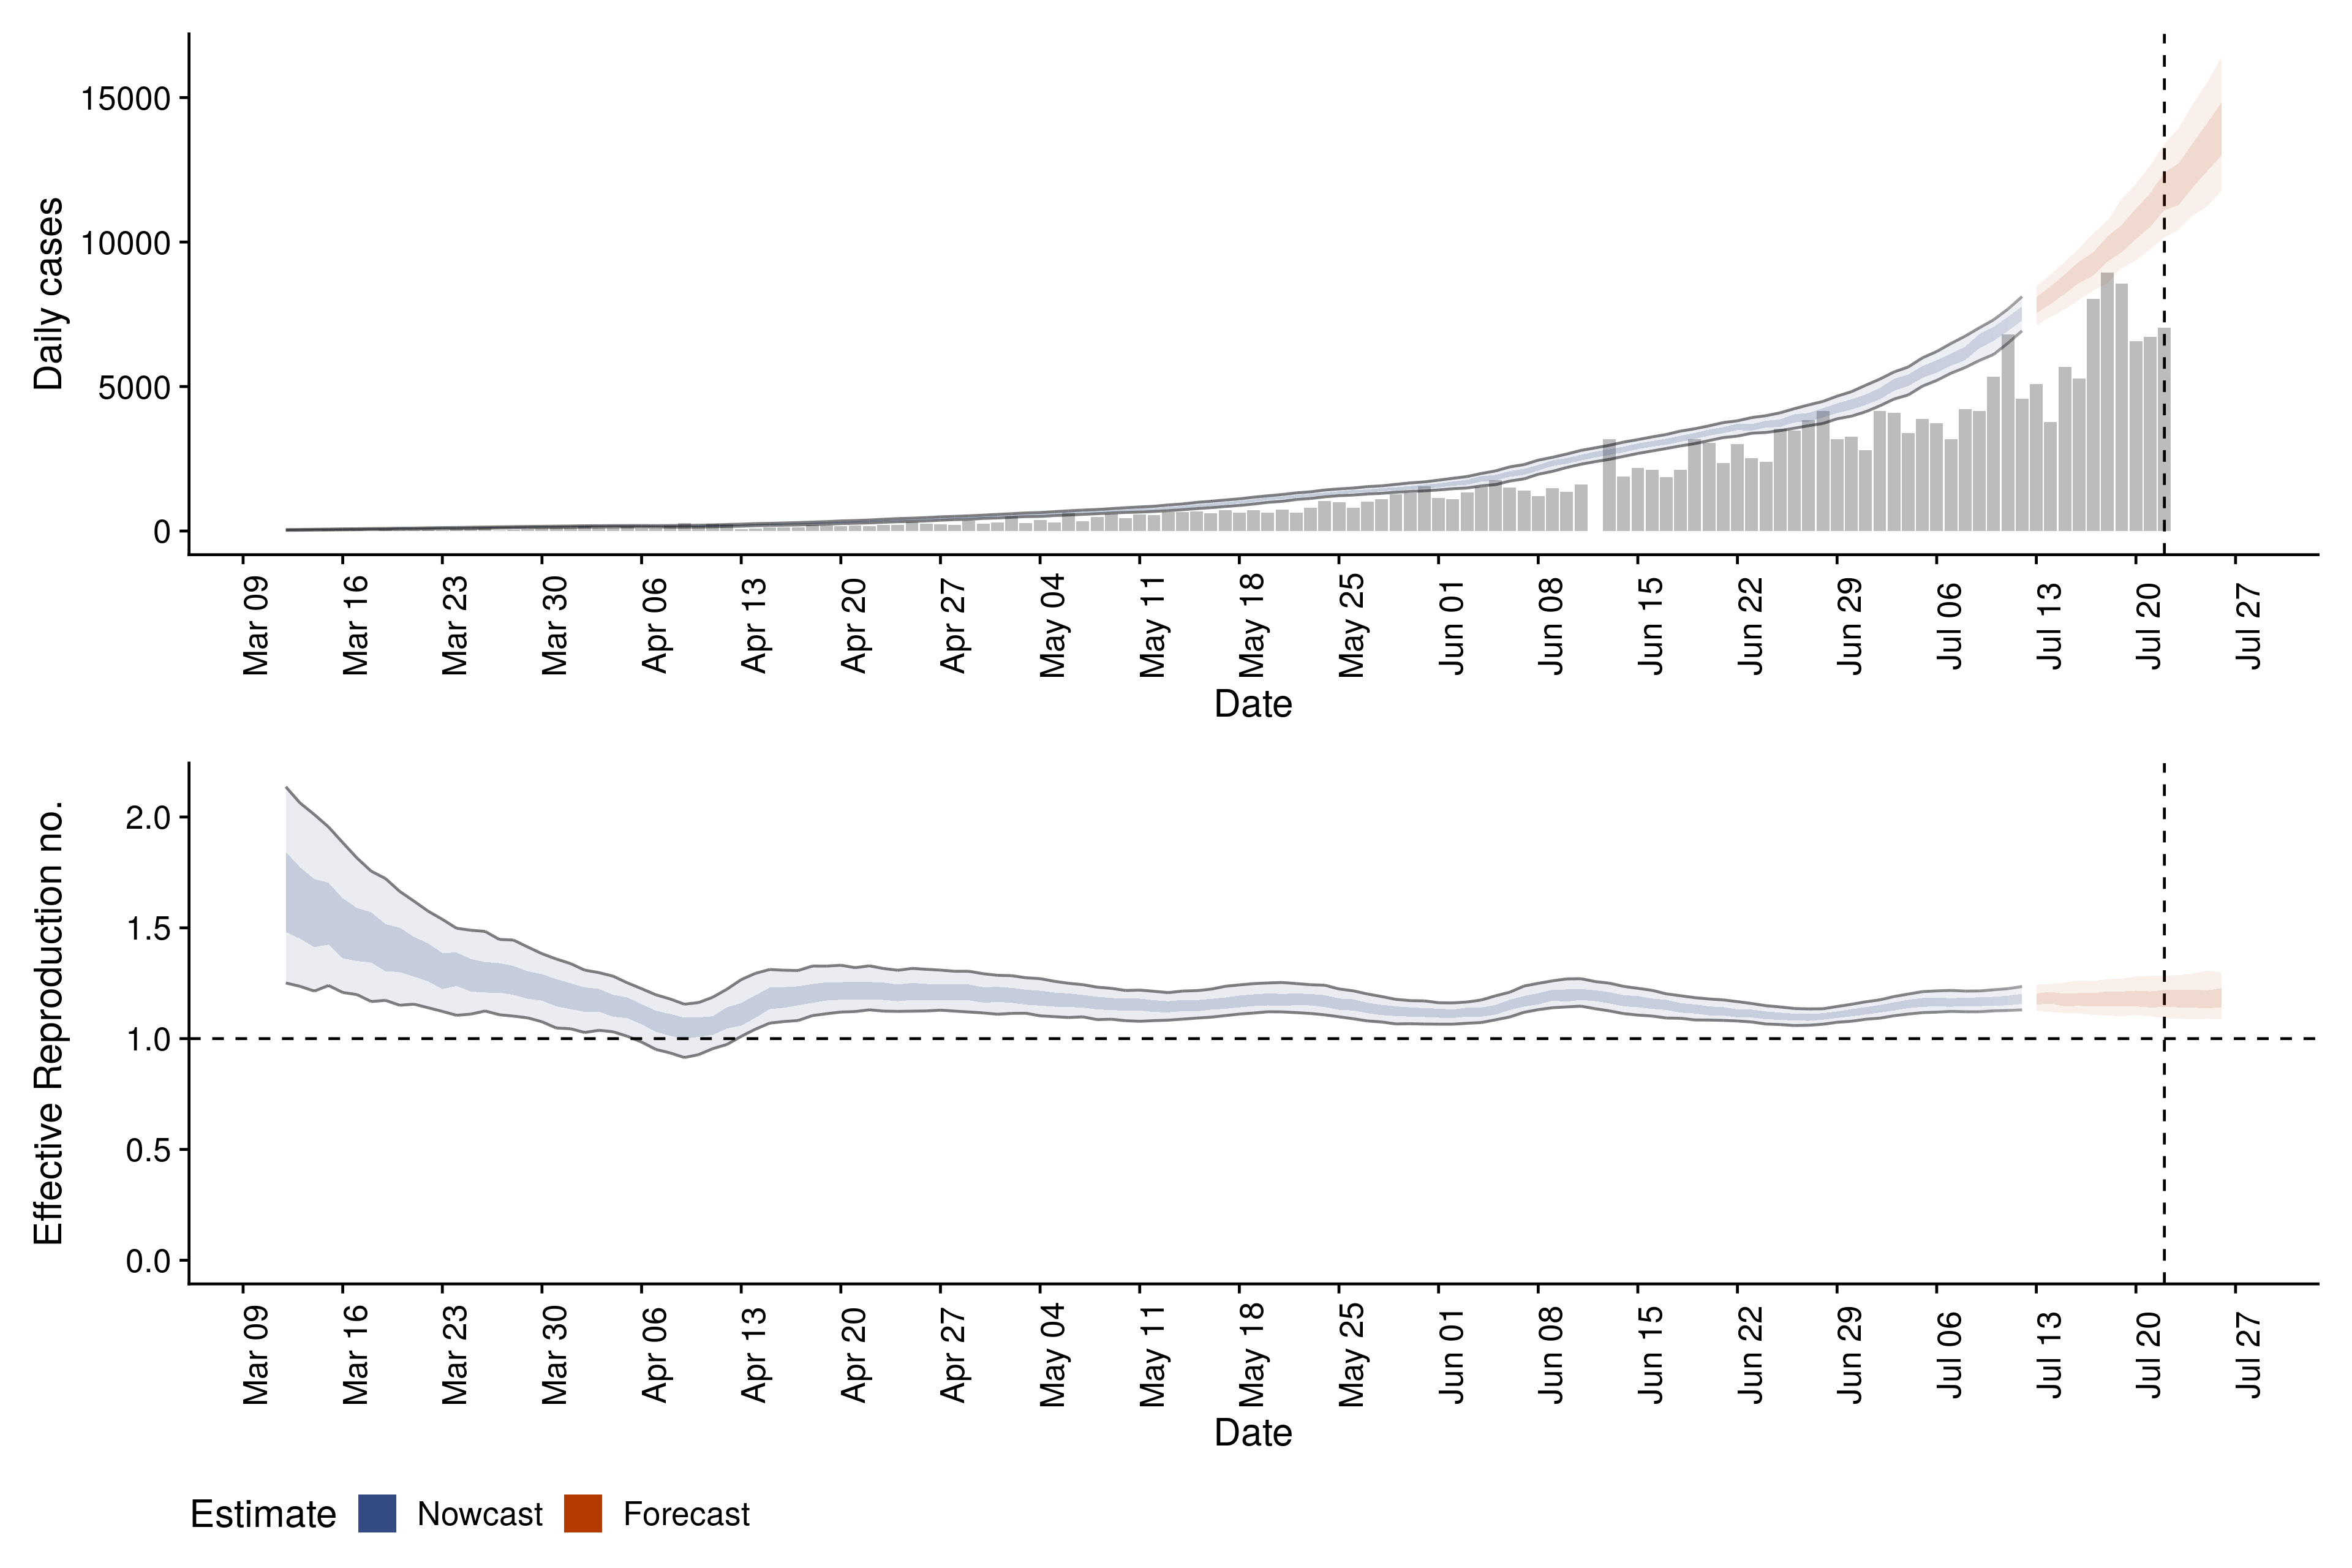 Daily cases
15000
10000
5000
0
Mar 09
Mar 16
Mar 23
Mar 30
Apr 06
Apr 13
Apr 20
Apr 27
May 04
May 11
May 18
May 25
Jun 01
Jun 08
Jun 15
Jun 22
Jun 29
Jul 06
Jul 13
Jul 20
Jul 27
Date
Effective Reproduction no.
2.0
1.5
1.0
0.5
0.0
Mar 09
Mar 16
Mar 23
Mar 30
Apr 06
Apr 13
Apr 20
Apr 27
May 04
May 11
May 18
May 25
Jun 01
Jun 08
Jun 15
Jun 22
Jun 29
Jul 06
Jul 13
Jul 20
Jul 27
Date
Estimate Nowcast Forecast